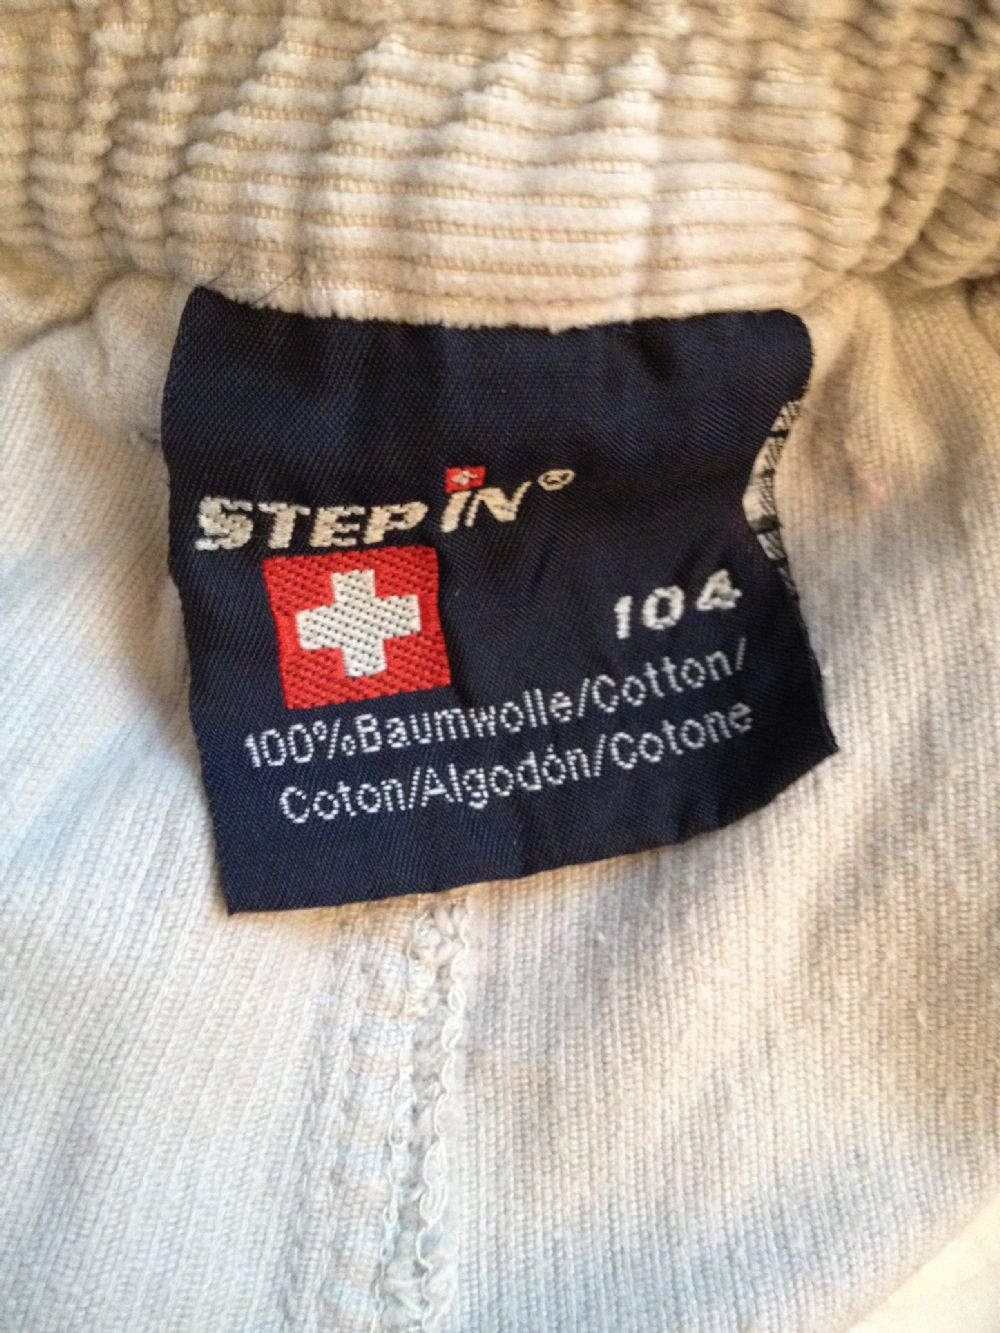 STEP iN®
104
100%Baumwolle/Cotton/
Coton/Algodón/Cotone